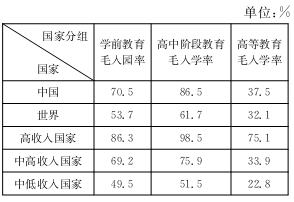 单位：%
国家分组
国家
学前教育
毛入园率
高中阶段教育
毛入学率
高等教育
毛入学率
中国 70.5 86.5 37.5
世界 53.7 61.7 32.1
高收入国家 86.3 98.5 75.1
中高收入国家 69.2 75.9 33.9
中低收入国家 49.5 51.5 22.8